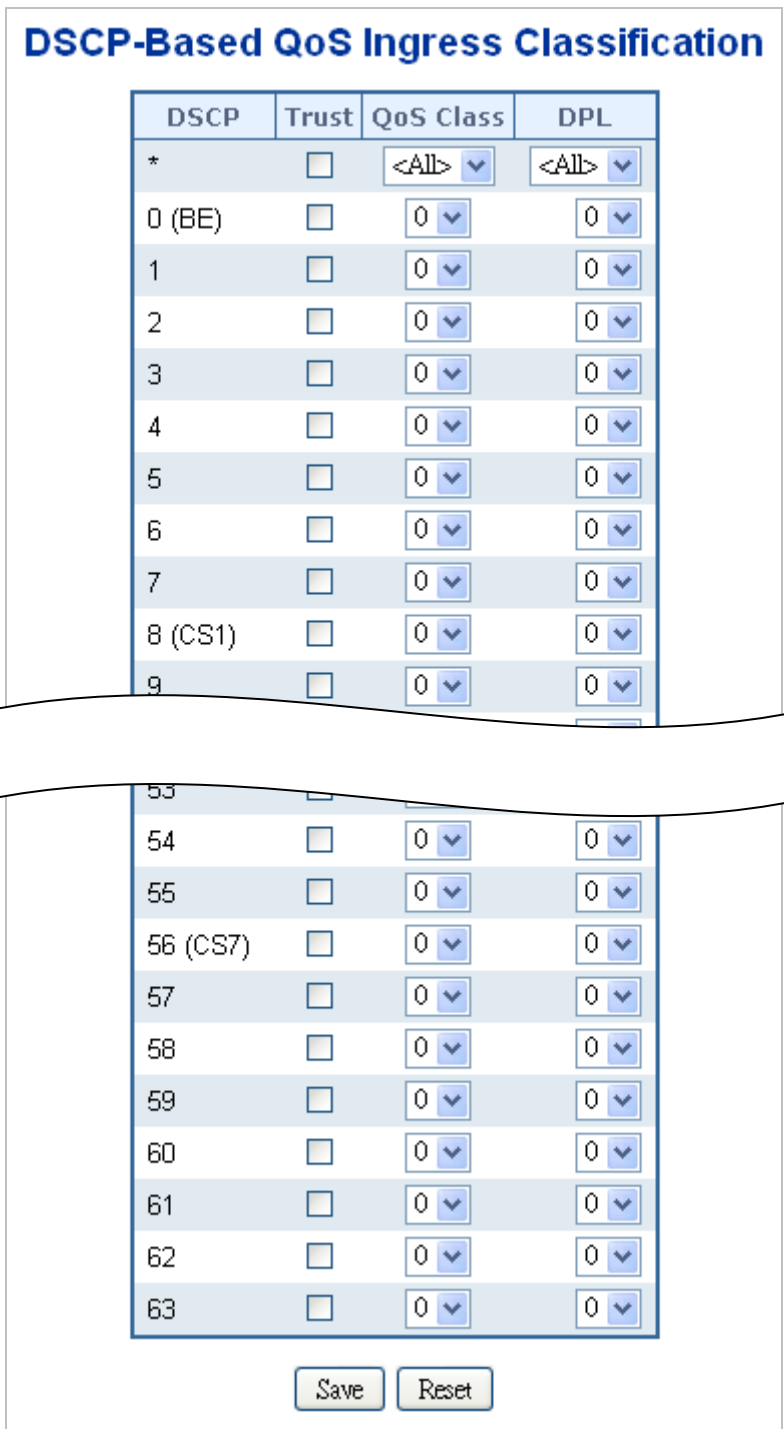 DSCP-Based QoS Ingress Classification
DSCP Trust QoS Class DPL
* <All> <All>
0 (BE) 0 0
1 0 0
2 0 0
3 0 0
4 0 0
5 0 0
6 0 0
7 0 0
8 (CS1) 0 0
9 0 0
53
54 0 0
55 0 0
56 (CS7) 0 0
57 0 0
58 0 0
59 0 0
60 0 0
61 0 0
62 0 0
63 0 0
Save Reset